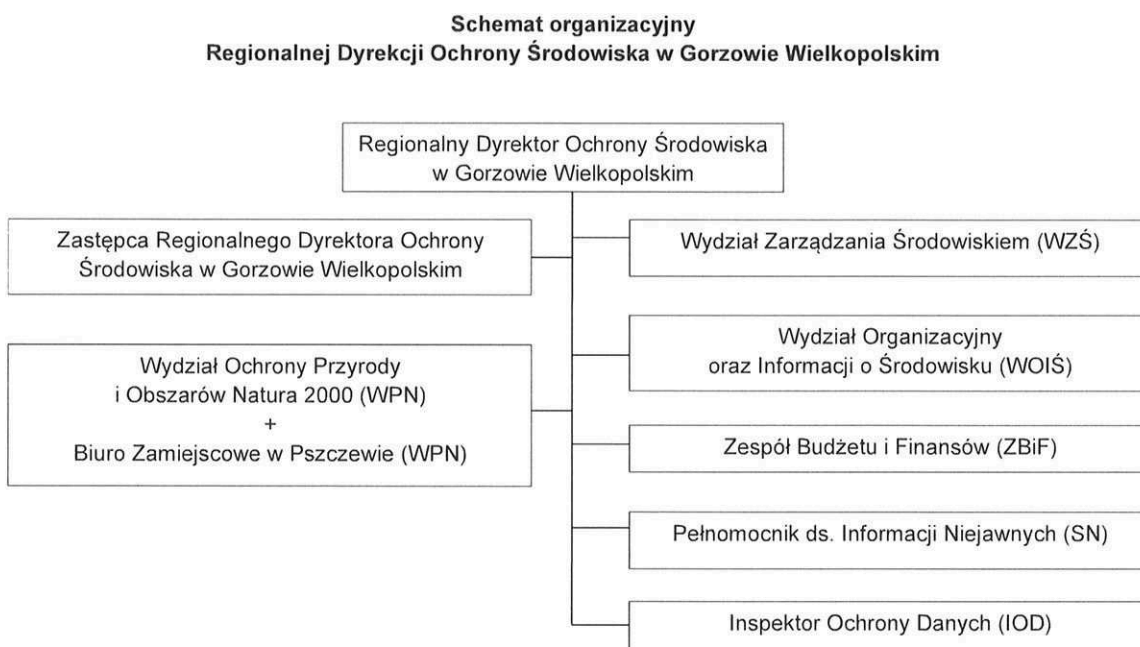 Schemat organizacyjny
Regionalnej Dyrekcji Ochrony Środowiska w Gorzowie Wielkopolskim
Regionalny Dyrektor Ochrony Środowiska
w Gorzowie Wielkopolskim
Zastępca Regionalnego Dyrektora Ochrony
Środowiska w Gorzowie Wielkopolskim
Wydział Zarządzania Środowiskiem (WZŚ)
Wydział Ochrony Przyrody
i Obszarów Natura 2000 (WPN)
+
Biuro Zamiejscowe w Pszczewie (WPN)
Wydział Organizacyjny
oraz Informacji o Środowisku (WOIŚ)
Zespół Budżetu i Finansów (ZBiF)
Pełnomocnik ds. Informacji Niejawnych (SN)
Inspektor Ochrony Danych (IOD)